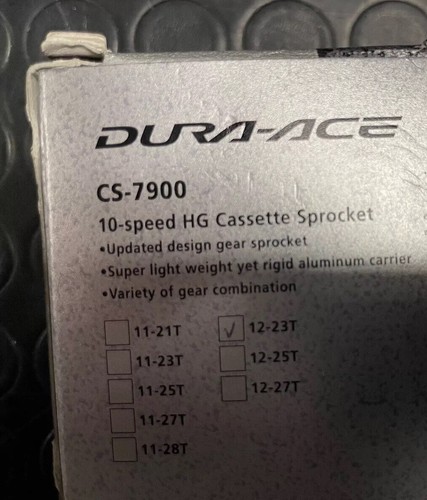 DURA-ACE
CS-7900
10-speed HG Cassette Sprocket
•Updated design gear sprocket
•Super light weight yet rigid aluminum carrier
•Variety of gear combination
11-21T
12-23T
11-23T
12-25T
11-25T
12-27T
11-27T
11-28T